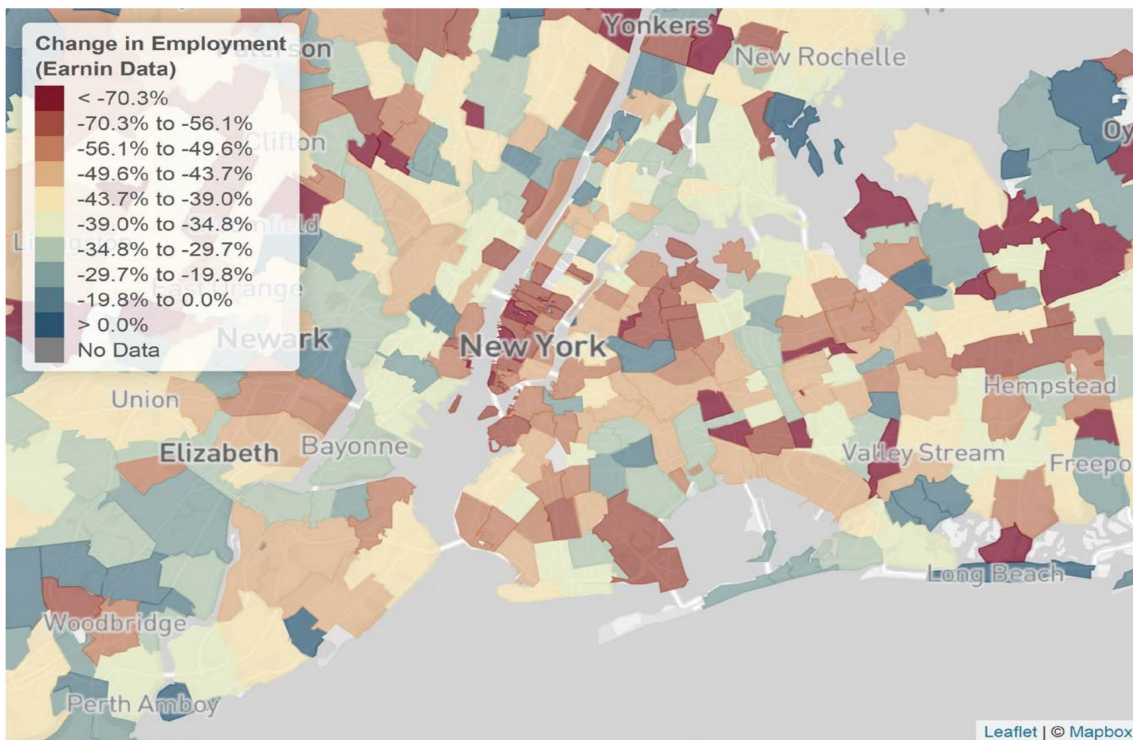 Change in Employment
(Earnin Data)
< -70.3%
-70.3% to -56.1%
-56.1% to -49.6%
-49.6% to -43.7%
-43.7% to -39.0%
-39.0% to -34.8%
-34.8% to -29.7%
-29.7% to -19.8%
-19.8% to 0.0%
> 0.0%
No Data
Paterson
Yonkers
New Rochelle
Clifton
Oy
East Orange
Newark
New York
Union
Hempstead
Elizabeth
Bayonne
Valley Stream
Freepo
Long Beach
Woodbridge
Perth Amboy
Leaflet | © Mapbox